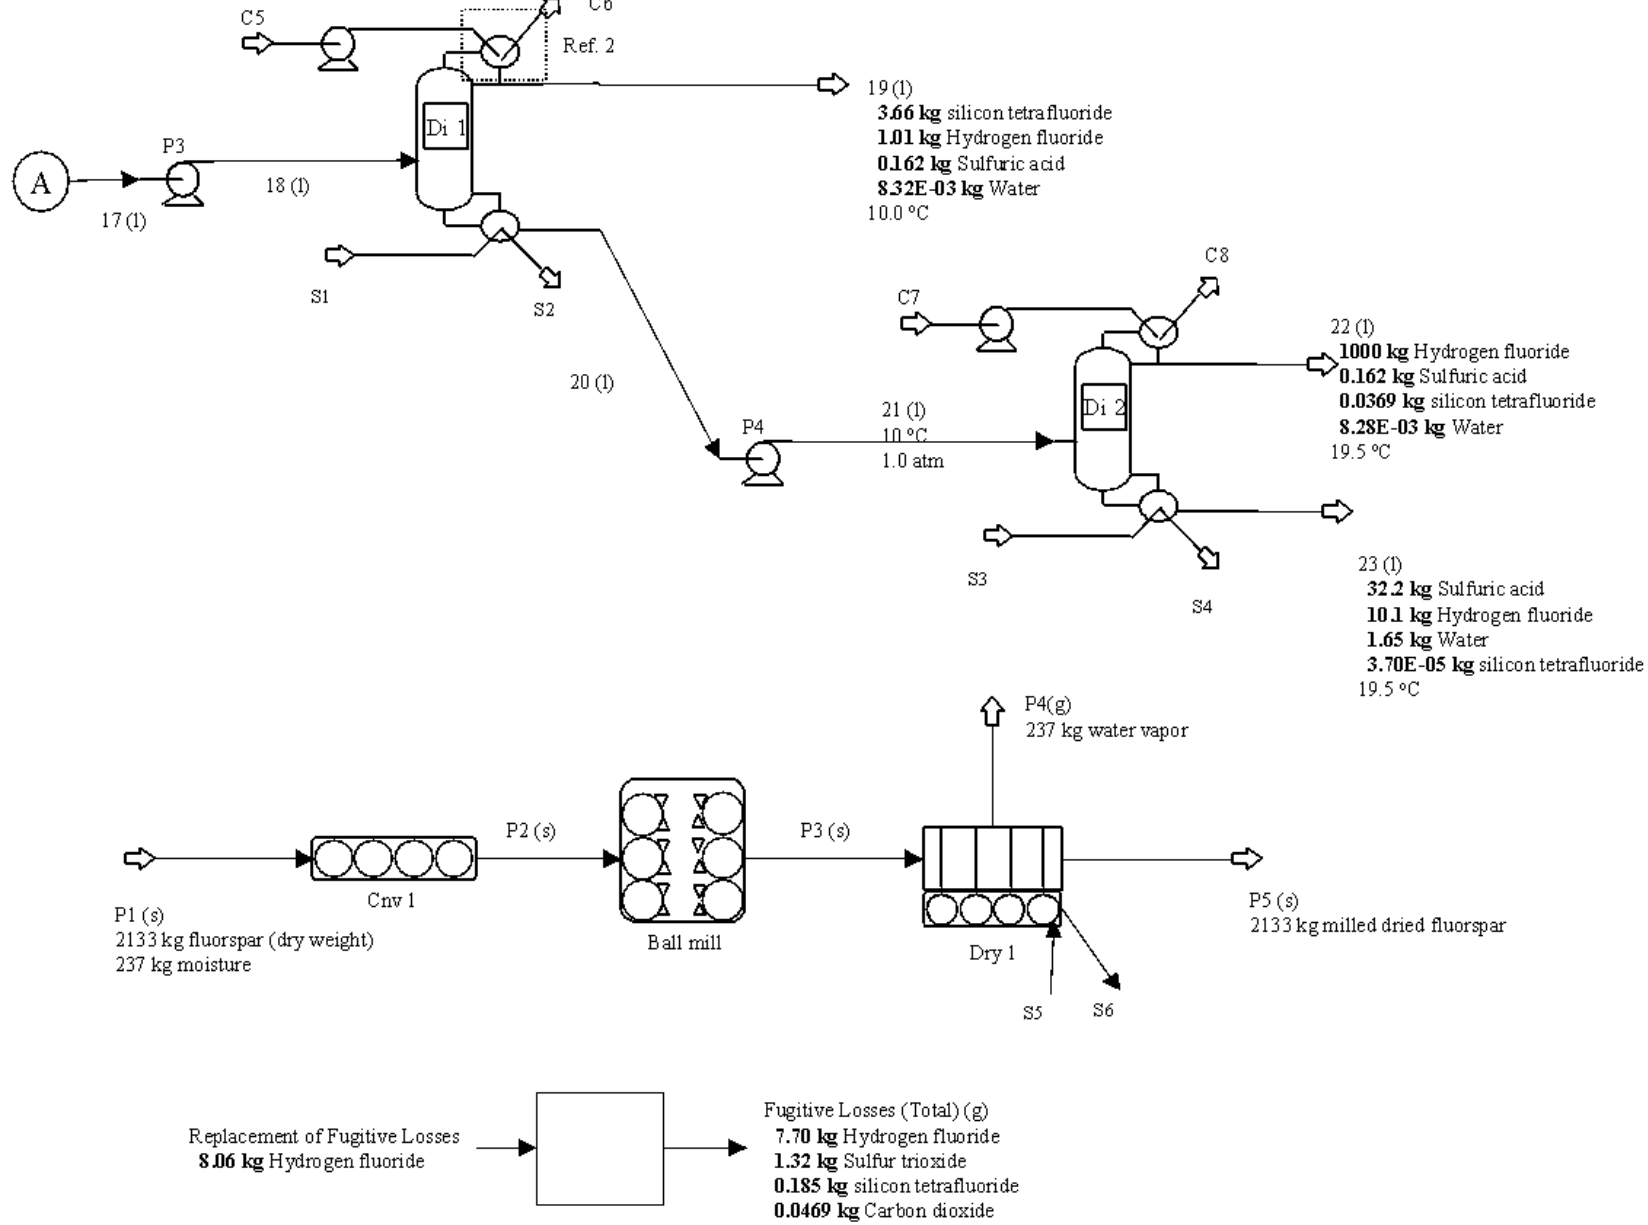 C5
C6
Ref. 2
Di 1
19 (l)
3.66 kg silicon tetrafluoride
1.01 kg Hydrogen fluoride
0.162 kg Sulfuric acid
8.32E-03 kg Water
10.0 ºC
P3
A
18 (l)
17 (l)
S1
S2
C7
C8
20 (l)
P4
21 (l)
10 ºC
1.0 atm
Di 2
22 (l)
1000 kg Hydrogen fluoride
0.162 kg Sulfuric acid
0.0369 kg silicon tetrafluoride
8.28E-03 kg Water
19.5 ºC
S3
S4
23 (l)
32.2 kg Sulfuric acid
10.1 kg Hydrogen fluoride
1.65 kg Water
3.70E-05 kg silicon tetrafluoride
19.5 ºC
P4(g)
237 kg water vapor
P2 (s)
P3 (s)
Cnv 1
P1 (s)
2133 kg fluorspar (dry weight)
237 kg moisture
Ball mill
Dry 1
P5 (s)
2133 kg milled dried fluorspar
S5
S6
Replacement of Fugitive Losses
8.06 kg Hydrogen fluoride
Fugitive Losses (Total) (g)
7.70 kg Hydrogen fluoride
1.32 kg Sulfur trioxide
0.185 kg silicon tetrafluoride
0.0469 kg Carbon dioxide